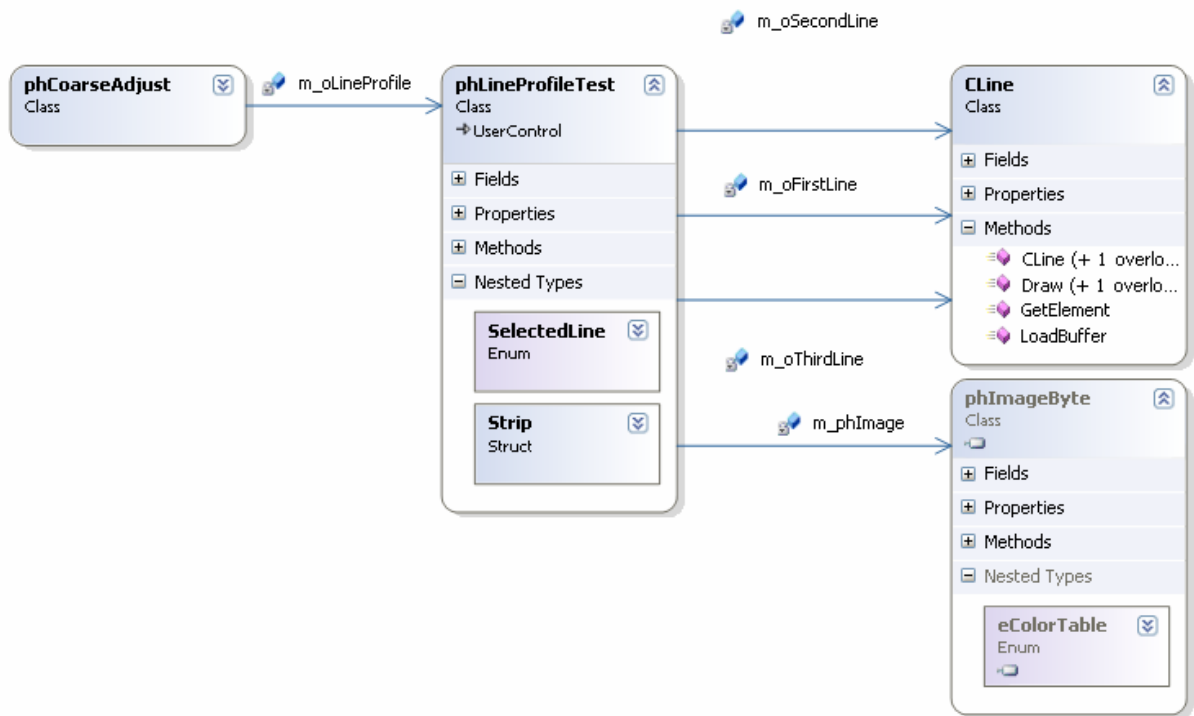 m_oSecondLine
phCoarseAdjust
Class
m_oLineProfile
phLineProfileTest
Class
UserControl
Fields
Properties
Methods
Nested Types
SelectedLine
Enum
Strip
Struct
m_oFirstLine
m_oThirdLine
m_phImage
CLine
Class
Fields
Properties
Methods
CLine (+ 1 overlo...
Draw (+ 1 overlo...
GetElement
LoadBuffer
phImageByte
Class
Fields
Properties
Methods
Nested Types
eColorTable
Enum